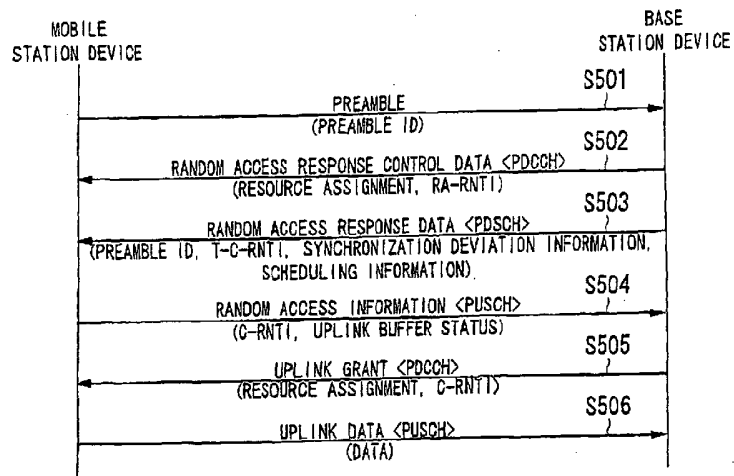 MOBILE
STATION DEVICE
BASE
STATION DEVICE
S501
PREAMBLE
(PREAMBLE ID)
S502
RANDOM ACCESS RESPONSE CONTROL DATA <PDCCH>
(RESOURCE ASSIGNMENT, RA-RNTI)
S503
RANDOM ACCESS RESPONSE DATA <PDSCH>
(PREAMBLE ID, T-C-RNTI, SYNCHRONIZATION DEVIATION INFORMATION,
SCHEDULING INFORMATION)
S504
RANDOM ACCESS INFORMATION <PUSCH>
(C-RNTI, UPLINK BUFFER STATUS)
S505
UPLINK GRANT <PDCCH>
(RESOURCE ASSIGNMENT, C-RNTI)
S506
UPLINK DATA <PUSCH>
(DATA)